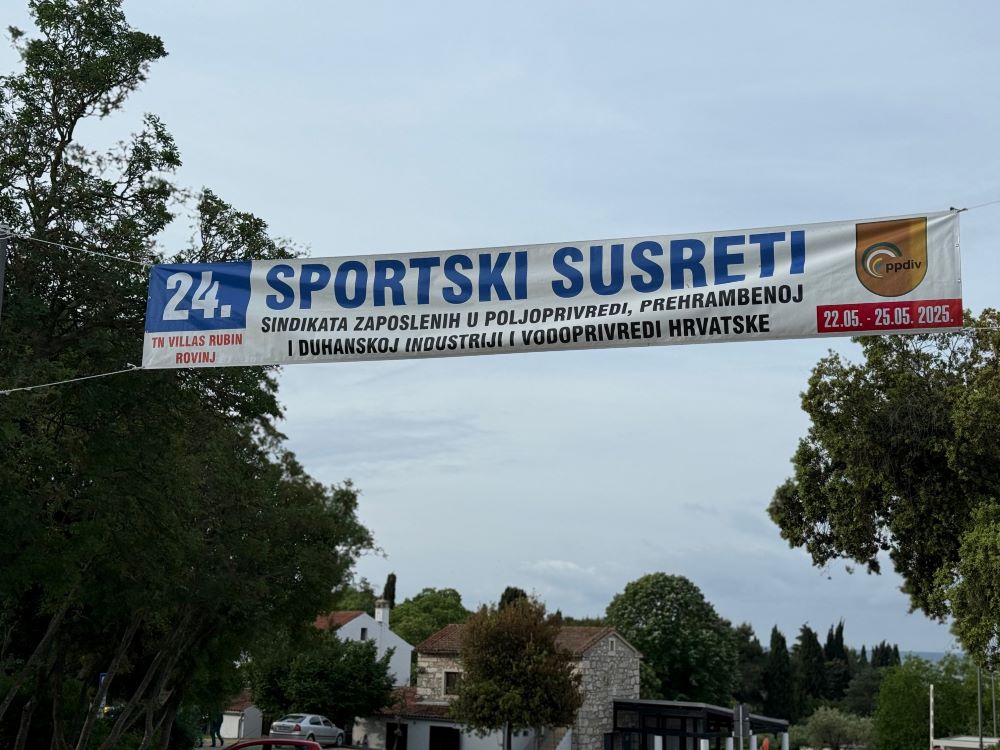 24.
TN VILLAS RUBIN
ROVINJ
SPORTSKI SUSRETI
SINDIKATA ZAPOSLENIH U POLJOPRIVREDI, PREHRAMBENOJ
I DUHANSKOJ INDUSTRIJI I VODOPRIVREDI HRVATSKE
ppdiv
22.05. - 25.05. 2025.